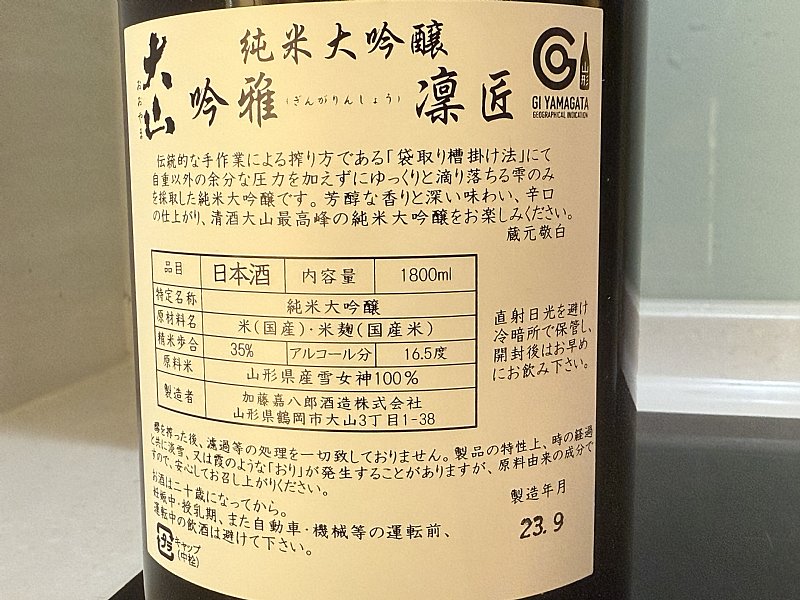 純米大吟醸
大山
おおやま
吟雅
(ぎんがりんしょう)
凛匠
山形
GI YAMAGATA
GEOGRAPHICAL INDICATION
伝統的な手作業による搾り方である「袋取り槽掛け法」にて
自重以外の余分な圧力を加えずにゆっくりと滴り落ちる雫のみ
を採取した純米大吟醸です。芳醇な香りと深い味わい、辛口
の仕上がり、清酒大山最高峰の純米大吟醸をお楽しみください。
蔵元敬白
品目 日本酒 内容量 1800ml
特定名称 純米大吟醸
原材料名 米(国産)・米麹(国産米)
精米歩合 35% アルコール分 16.5度
原料米 山形県産雪女神100%
製造者 加藤嘉八郎酒造株式会社
山形県鶴岡市大山3丁目1-38
直射日光を避け
冷暗所で保管し、
開封後はお早め
にお飲み下さい。
醪を搾った後、濾過等の処理を一切致しておりません。製品の特性上、時の経過
と共に淡雪、又は霞のような「おり」が発生することがありますが、原料由来の成分で
すので、安心してお召し上がりください。
お酒は二十歳になってから。
妊娠中・授乳期、また自動車・機械等の運転前、
運転中の飲酒は避けて下さい。
製造年月
23.9
プラ
キャップ
(中栓)